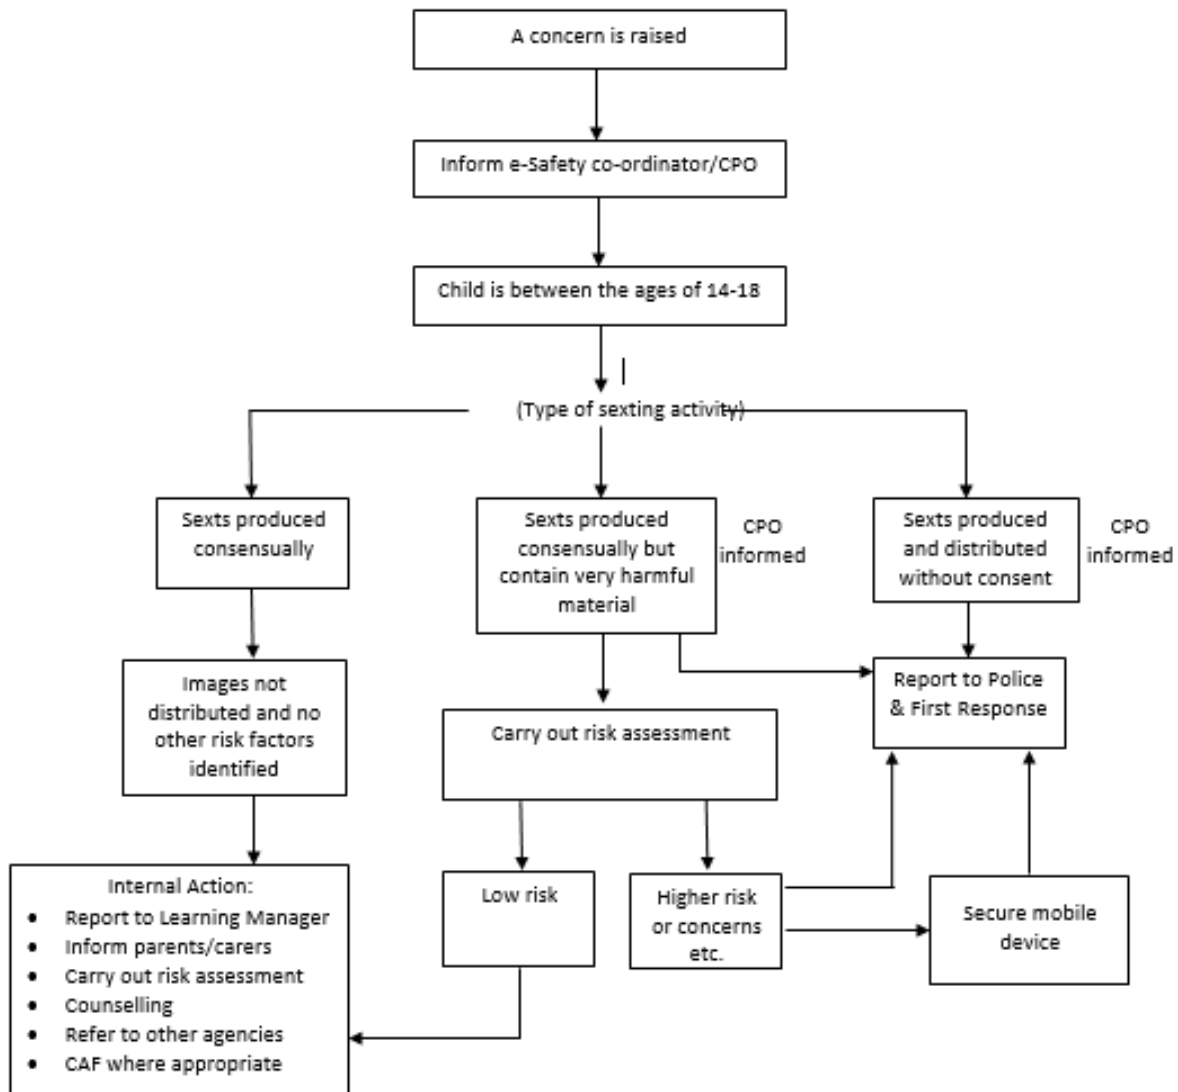 A concern is raised
Inform e-Safety co-ordinator/CPO
Child is between the ages of 14-18
(Type of sexting activity)
Sexts produced
consensually
Sexts produced
consensually but
contain very harmful
material
CPO
informed
Sexts produced
and distributed
without consent
CPO
informed
Images not
distributed and no
other risk factors
identified
Carry out risk assessment
Report to Police
& First Response
Internal Action:
• Report to Learning Manager
• Inform parents/carers
• Carry out risk assessment
• Counselling
• Refer to other agencies
• CAF where appropriate
Low risk
Higher risk
or concerns
etc.
Secure mobile
device